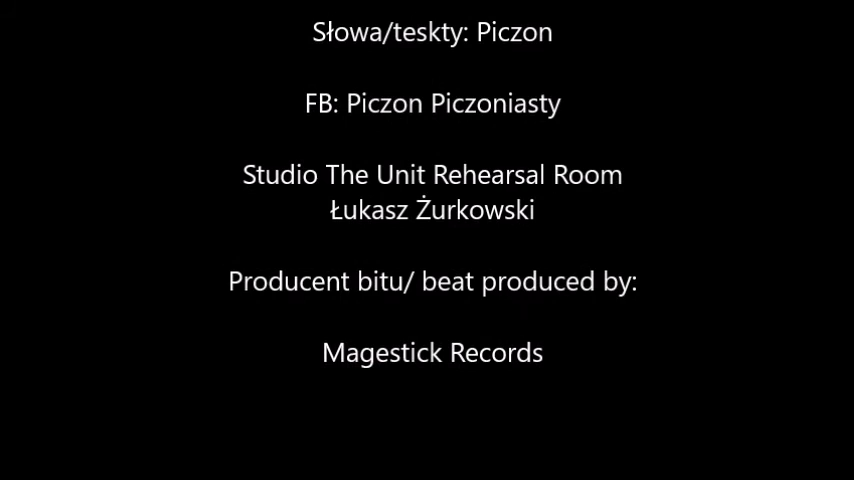 Słowa/teskty: Piczon
FB: Piczon Piczoniasty
Studio The Unit Rehearsal Room
Łukasz Żurkowski
Producent bitu/ beat produced by:
Magestick Records